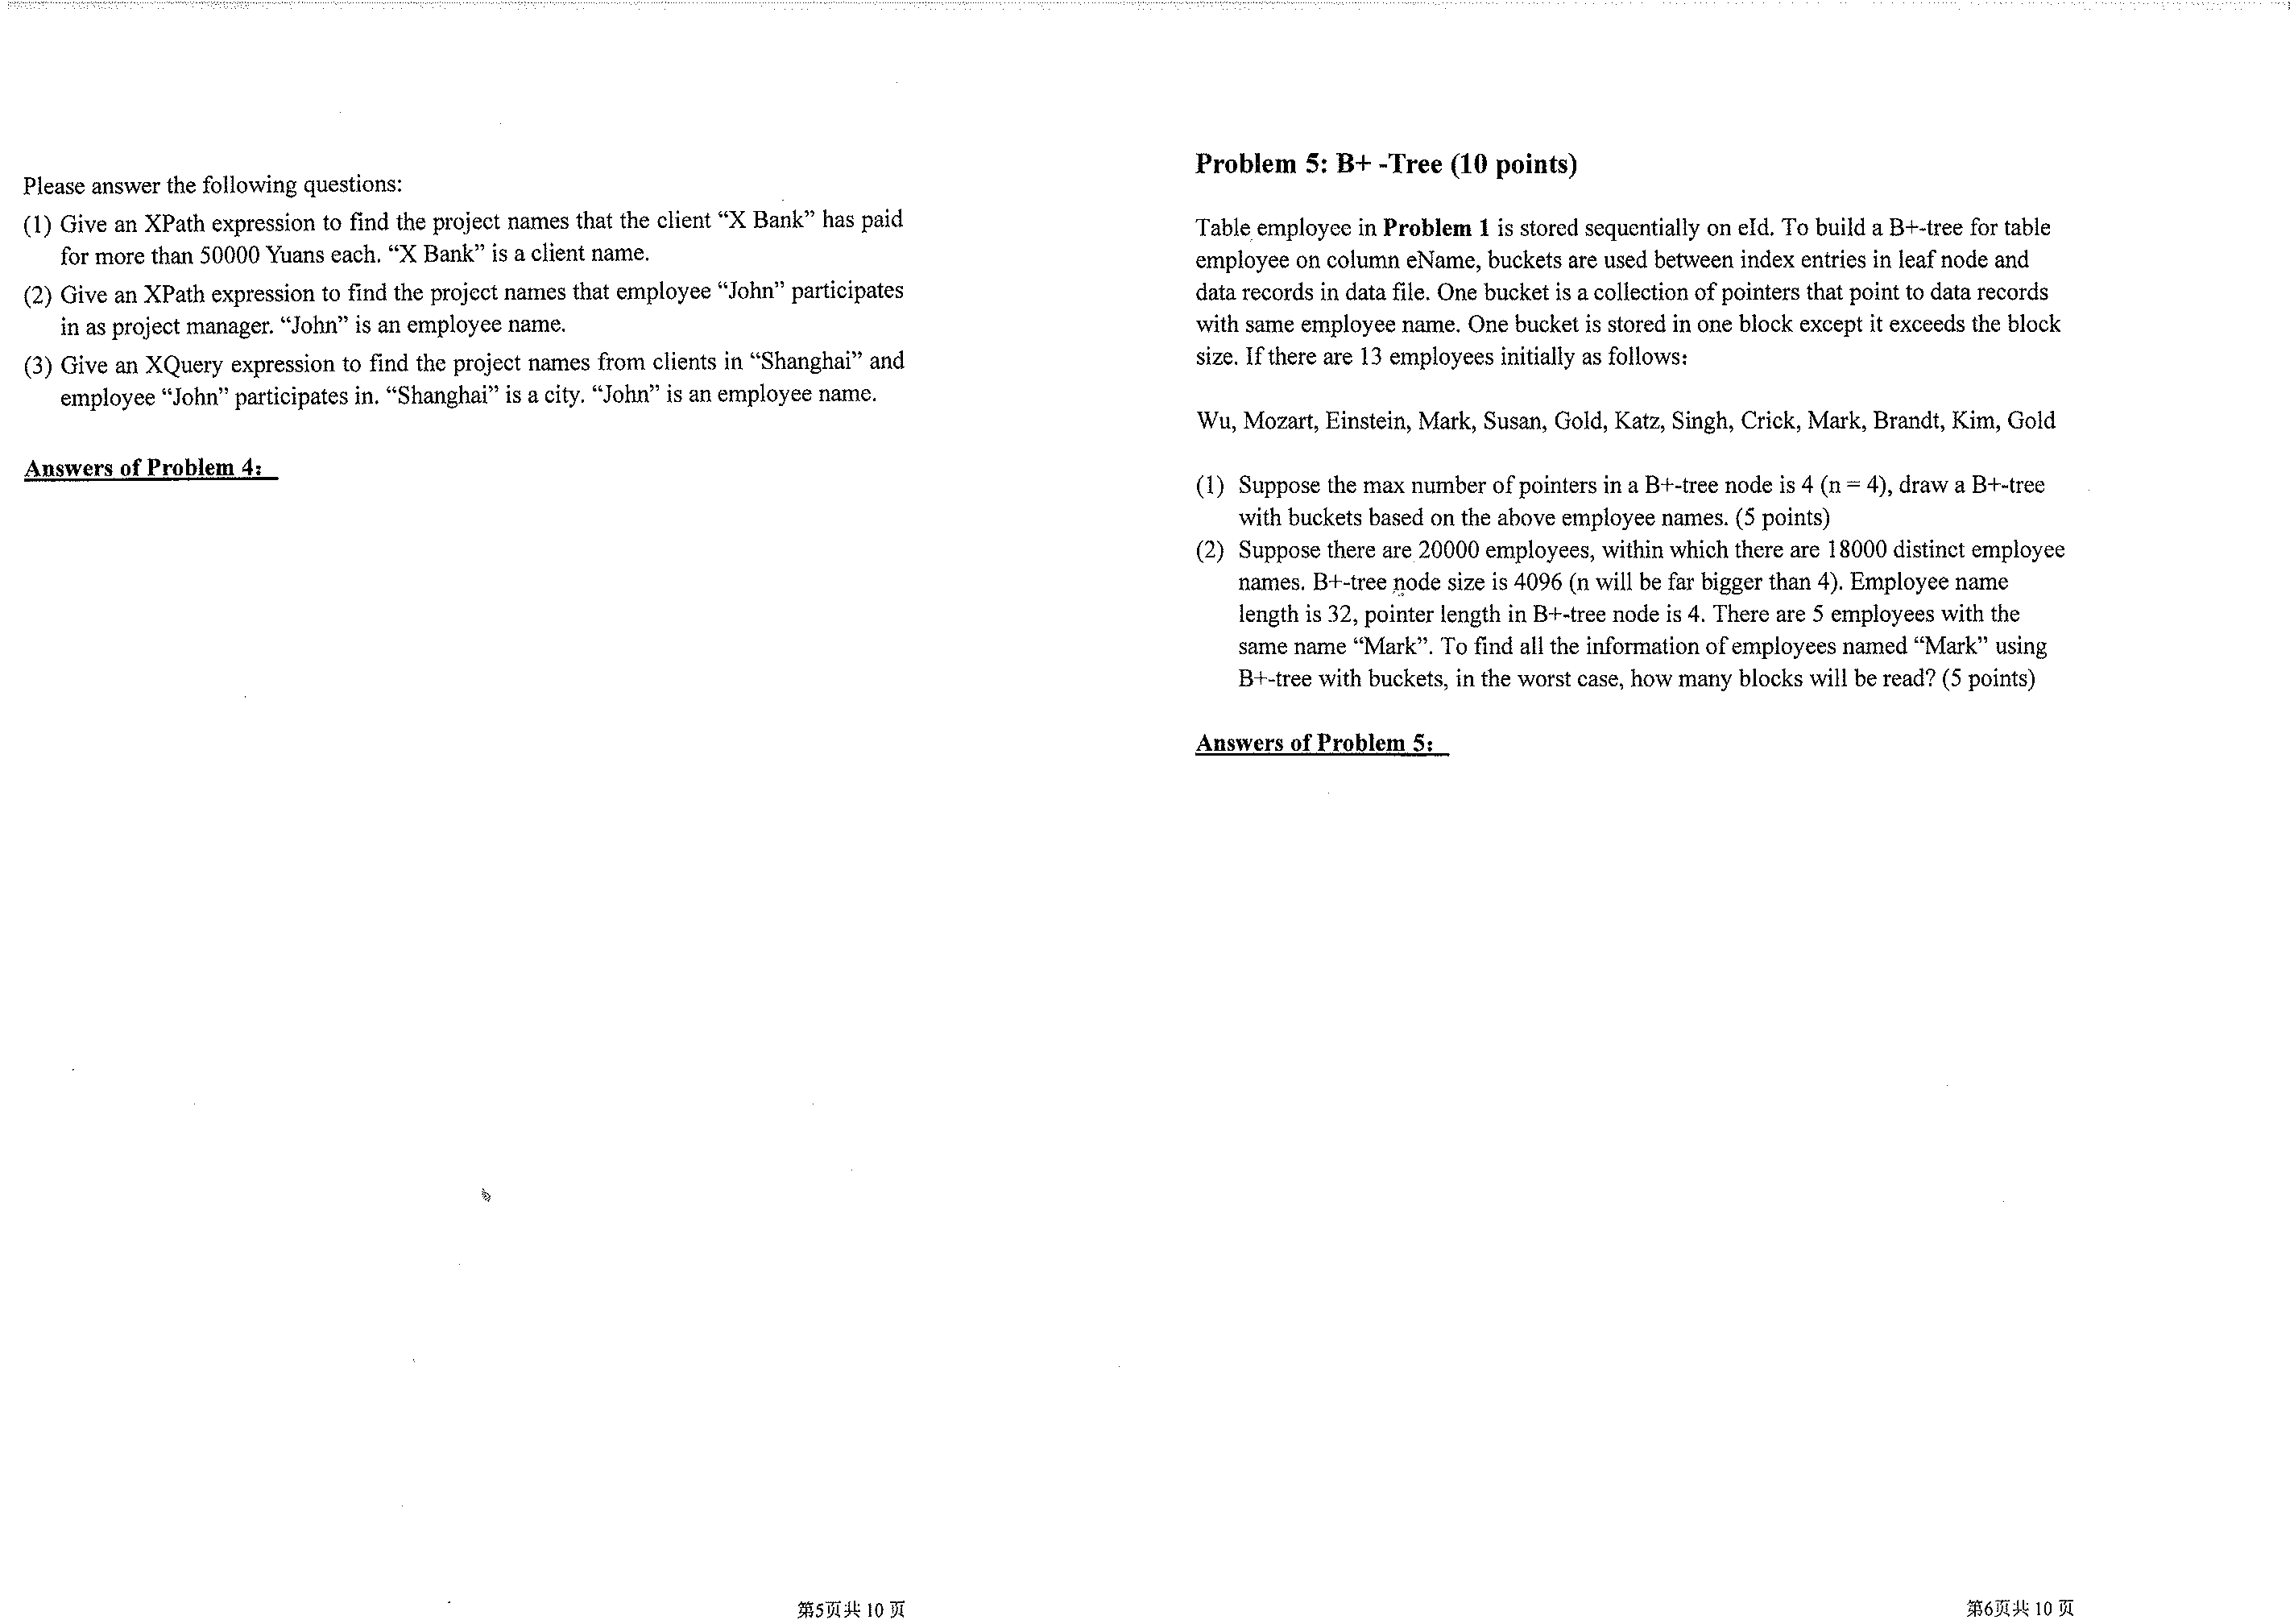 Please answer the following questions:
(1) Give an XPath expression to find the project names that the client “X Bank” has paid
for more than 50000 Yuans each. “X Bank” is a client name.
(2) Give an XPath expression to find the project names that employee “John” participates
in as project manager. “John” is an employee name.
(3) Give an XQuery expression to find the project names from clients in “Shanghai” and
employee “John” participates in. “Shanghai” is a city. “John” is an employee name.
Answers of Problem 4:
第5页共 10 页
Problem 5: B+ -Tree (10 points)
Table employee in Problem 1 is stored sequentially on eId. To build a B+-tree for table
employee on column eName, buckets are used between index entries in leaf node and
data records in data file. One bucket is a collection of pointers that point to data records
with same employee name. One bucket is stored in one block except it exceeds the block
size. If there are 13 employees initially as follows:
Wu, Mozart, Einstein, Mark, Susan, Gold, Katz, Singh, Crick, Mark, Brandt, Kim, Gold
(1) Suppose the max number of pointers in a B+-tree node is 4 (n = 4), draw a B+-tree
with buckets based on the above employee names. (5 points)
(2) Suppose there are 20000 employees, within which there are 18000 distinct employee
names. B+-tree node size is 4096 (n will be far bigger than 4). Employee name
length is 32, pointer length in B+-tree node is 4. There are 5 employees with the
same name “Mark”. To find all the information of employees named “Mark” using
B+-tree with buckets, in the worst case, how many blocks will be read? (5 points)
Answers of Problem 5:
第6页共 10 页